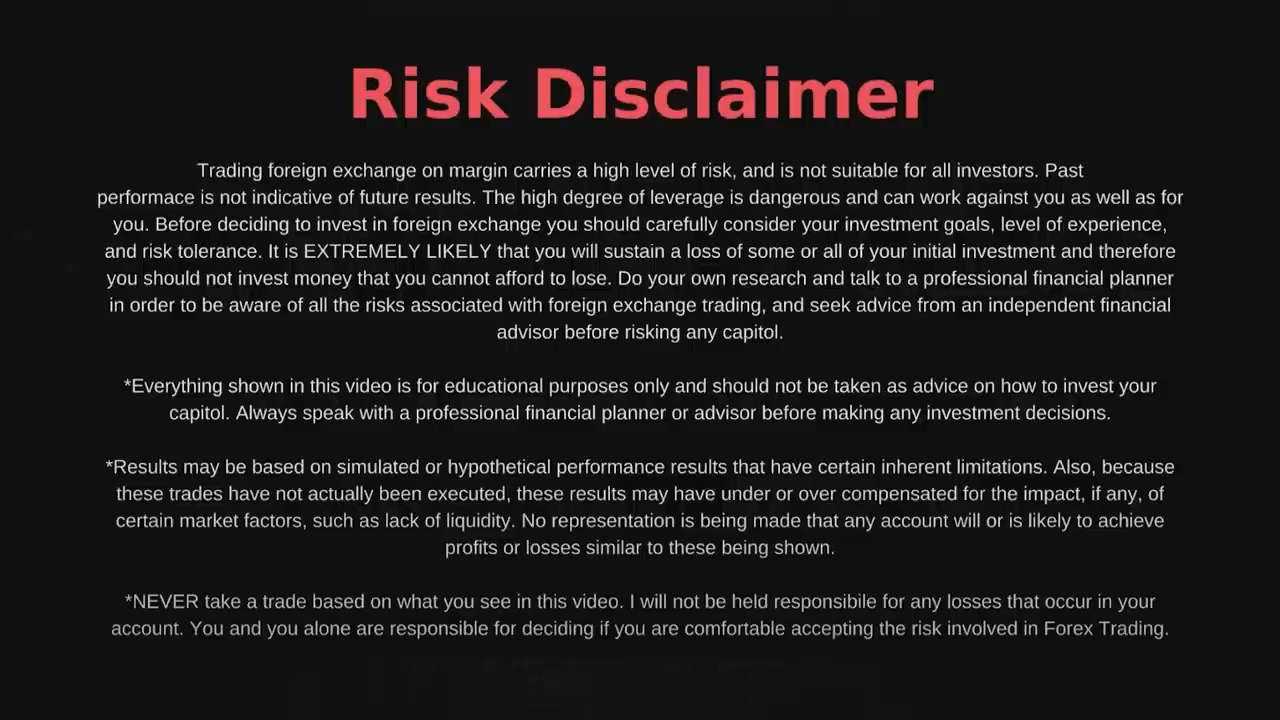 Risk Disclaimer
Trading foreign exchange on margin carries a high level of risk, and is not suitable for all investors. Past
performace is not indicative of future results. The high degree of leverage is dangerous and can work against you as well as for
you. Before deciding to invest in foreign exchange you should carefully consider your investment goals, level of experience,
and risk tolerance. It is EXTREMELY LIKELY that you will sustain a loss of some or all of your initial investment and therefore
you should not invest money that you cannot afford to lose. Do your own research and talk to a professional financial planner
in order to be aware of all the risks associated with foreign exchange trading, and seek advice from an independent financial
advisor before risking any capitol.
*Everything shown in this video is for educational purposes only and should not be taken as advice on how to invest your
capitol. Always speak with a professional financial planner or advisor before making any investment decisions.
*Results may be based on simulated or hypothetical performance results that have certain inherent limitations. Also, because
these trades have not actually been executed, these results may have under or over compensated for the impact, if any, of
certain market factors, such as lack of liquidity. No representation is being made that any account will or is likely to achieve
profits or losses similar to these being shown.
*NEVER take a trade based on what you see in this video. I will not be held responsibile for any losses that occur in your
account. You and you alone are responsible for deciding if you are comfortable accepting the risk involved in Forex Trading.